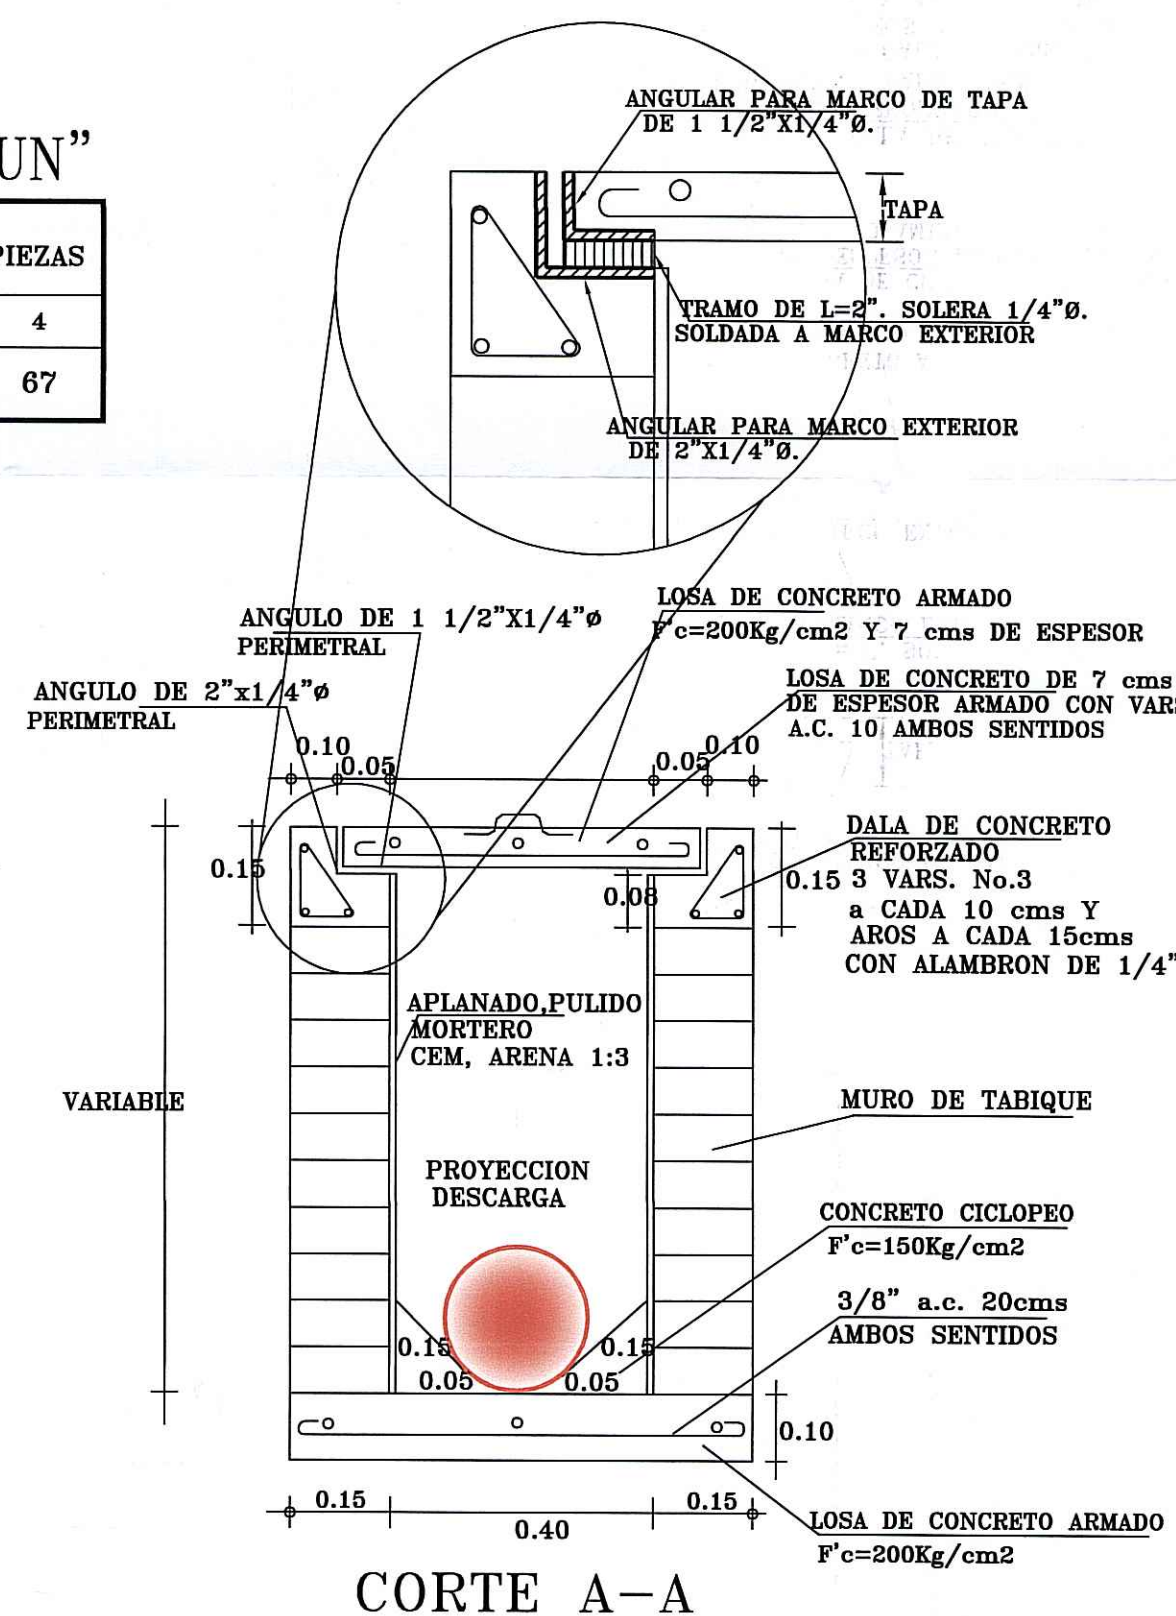 UN”
PIEZAS
4
67
ANGULAR PARA MARCO DE TAPA
DE 1 1/2”X1/4”Ø.
TAPA
TRAMO DE L=2”. SOLERA 1/4”Ø.
SOLDADA A MARCO EXTERIOR
ANGULAR PARA MARCO EXTERIOR
DE 2”X1/4”Ø.
LOSA DE CONCRETO ARMADO
F'c=200Kg/cm2 Y 7 cms DE ESPESOR
ANGULO DE 1 1/2”X1/4”ø
PERIMETRAL
LOSA DE CONCRETO DE 7 cms
DE ESPESOR ARMADO CON VARS
A.C. 10 AMBOS SENTIDOS
ANGULO DE 2”x1/4”ø
PERIMETRAL
0.10
0.05
0.05
0.10
DALA DE CONCRETO
REFORZADO
3 VARS. No.3
a CADA 10 cms Y
AROS A CADA 15cms
CON ALAMBRON DE 1/4”
0.15
0.08
0.15
APLANADO,PULIDO
MORTERO
CEM, ARENA 1:3
VARIABLE
MURO DE TABIQUE
PROYECCION
DESCARGA
CONCRETO CICLOPEO
F'c=150Kg/cm2
3/8” a.c. 20cms
AMBOS SENTIDOS
0.15
0.15
0.05
0.05
0.10
0.15
0.40
0.15
LOSA DE CONCRETO ARMADO
F'c=200Kg/cm2
CORTE A-A